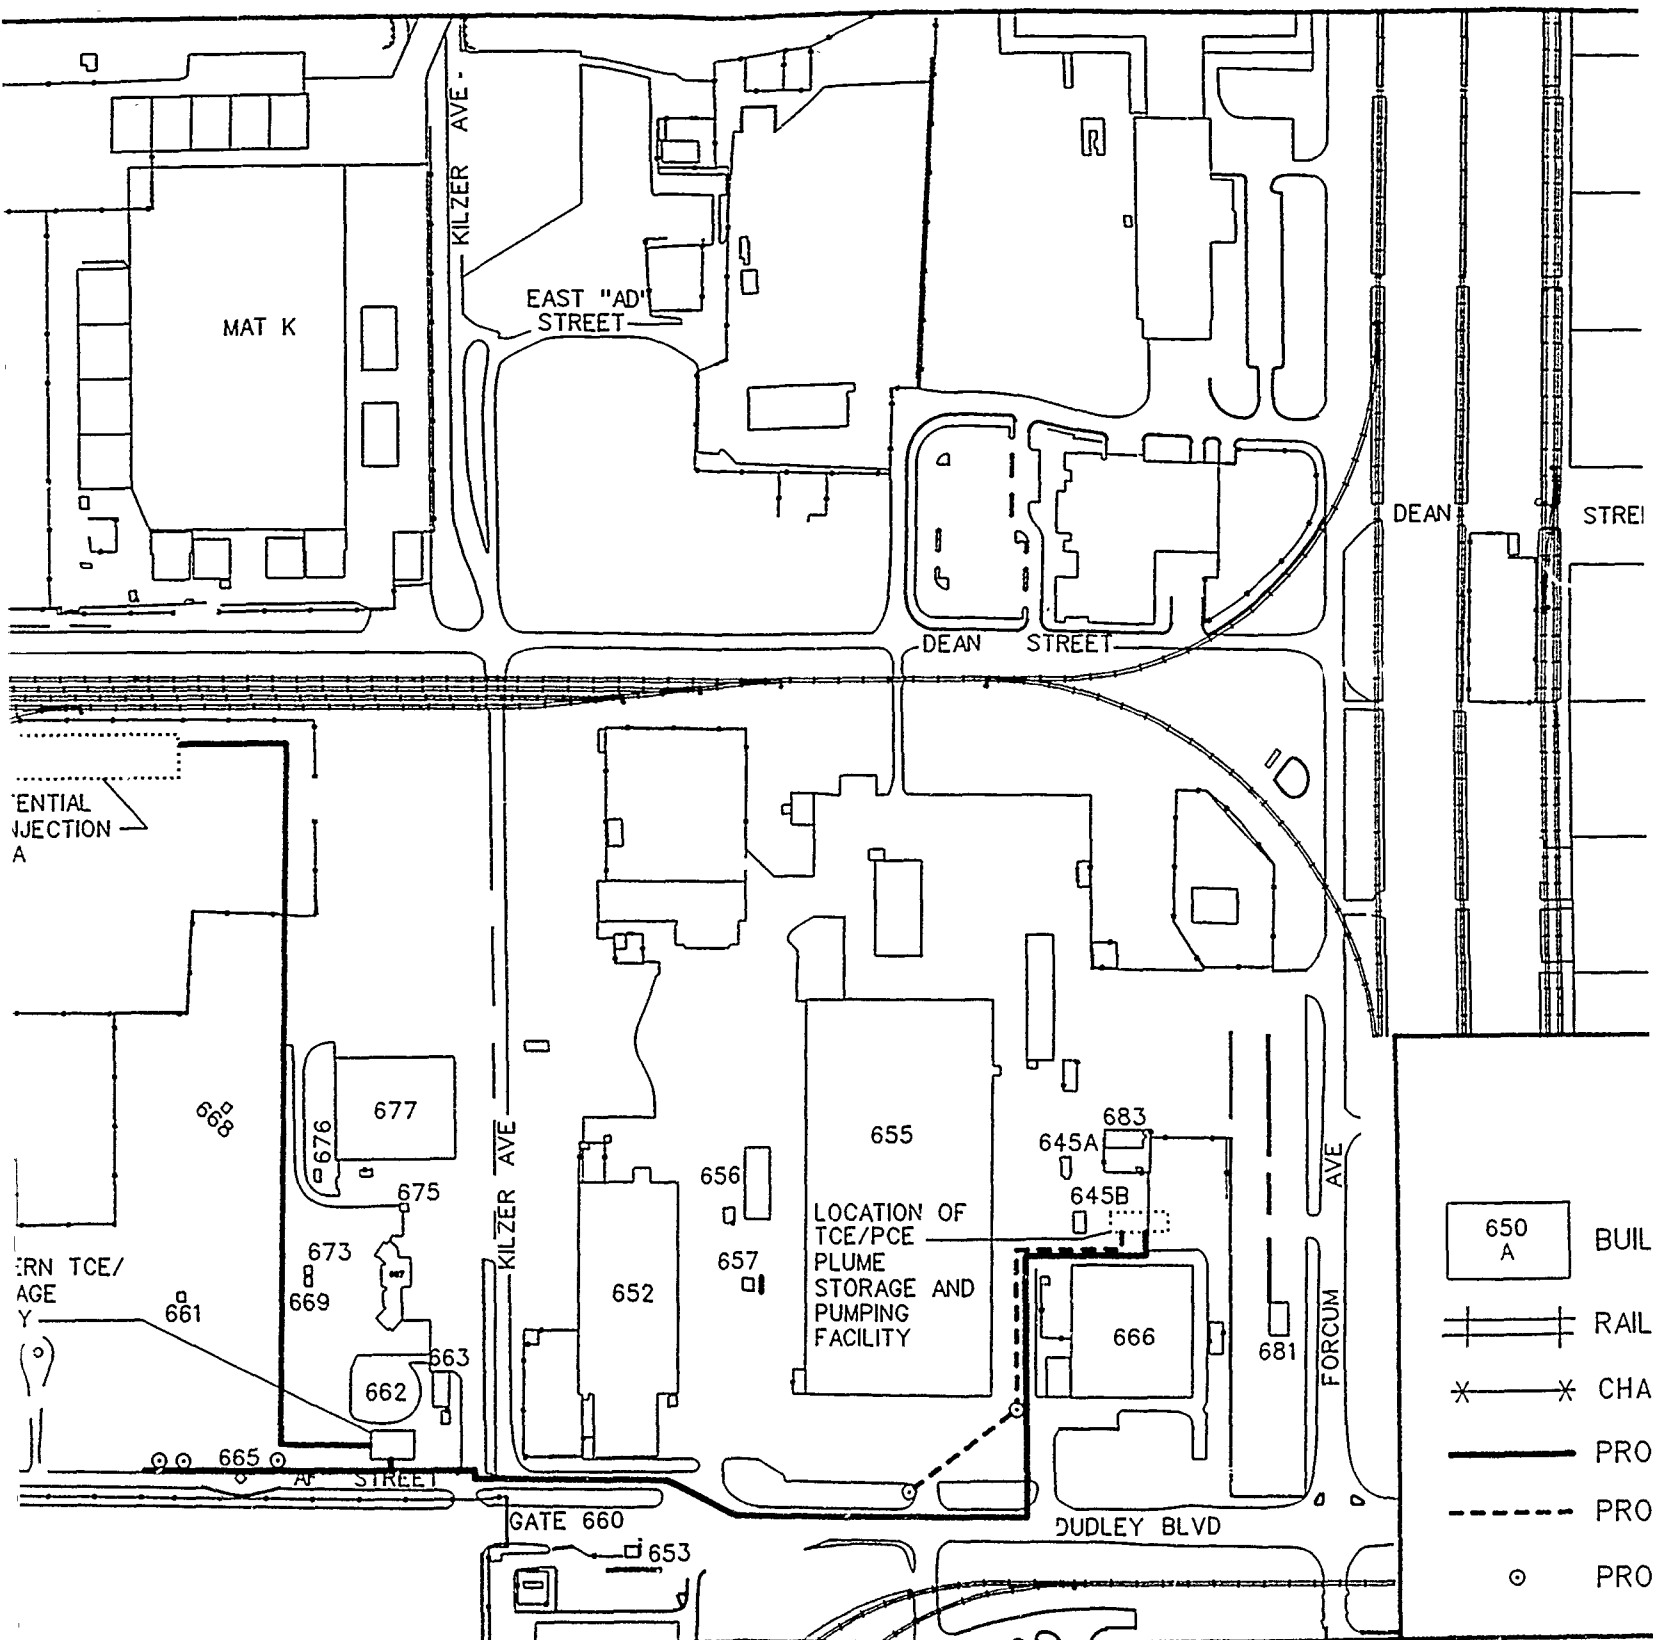 KILZER AVE.
EAST "AD"
STREET
MAT K
DEAN
STREI
DEAN STREET
ENTIAL
NJECTION
A
677
668
676
675
673
669
661
ERN TCE/
AGE
Y
663
662
665
AF STREET
KILZER AVE
655
656
657
652
683
645A
645B
LOCATION OF
TCE/PCE
PLUME
STORAGE AND
PUMPING
FACILITY
666
681
FORCUM AVE
GATE 660
653
DUDLEY BLVD
650
A
BUIL
RAIL
CHA
PRO
PRO
PRO